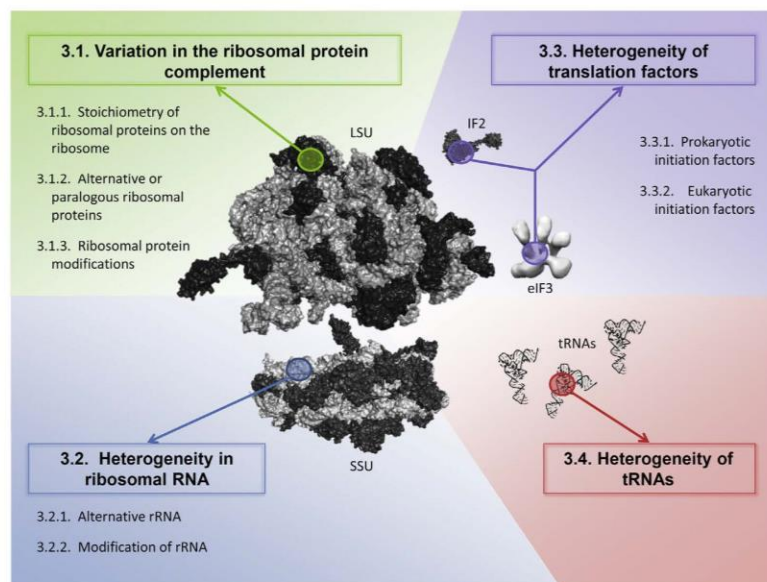 3.1. Variation in the ribosomal protein
complement
3.1.1. Stoichiometry of
ribosomal proteins on the
ribosome
3.1.2. Alternative or
paralogous ribosomal
proteins
3.1.3. Ribosomal protein
modifications
LSU
3.3. Heterogeneity of
translation factors
IF2
3.3.1. Prokaryotic
initiation factors
3.3.2. Eukaryotic
initiation factors
eIF3
SSU
3.2. Heterogeneity in
ribosomal RNA
3.2.1. Alternative rRNA
3.2.2. Modification of rRNA
tRNAs
3.4. Heterogeneity of
tRNAs